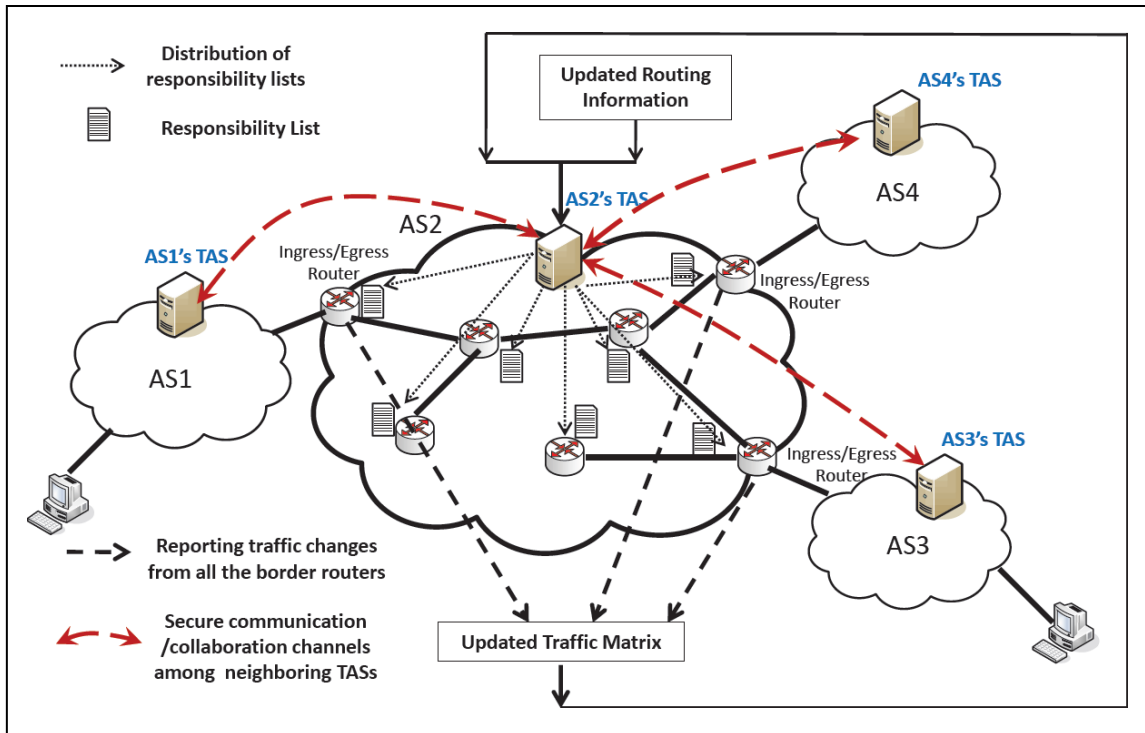 Distribution of
responsibility lists
Responsibility List
Updated Routing
Information
AS4's TAS
AS4
AS2's TAS
AS2
AS1's TAS
Ingress/Egress
Router
AS1
Ingress/Egress
Router
AS3's TAS
Ingress/Egress
Router
AS3
Reporting traffic changes
from all the border routers
Secure communication
/collaboration channels
among neighboring TASs
Updated Traffic Matrix